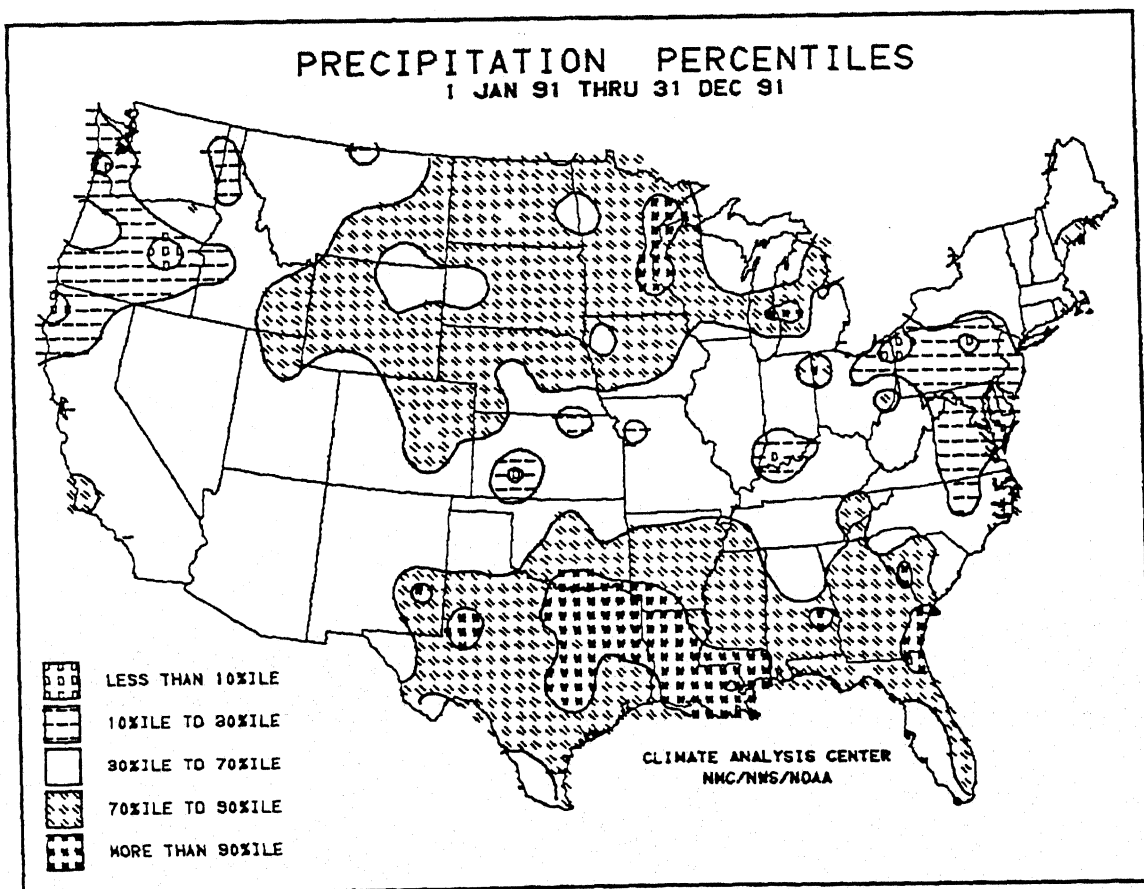 PRECIPITATION PERCENTILES
1 JAN 91 THRU 31 DEC 91
LESS THAN 10%ILE
10%ILE TO 30%ILE
30%ILE TO 70%ILE
70%ILE TO 90%ILE
MORE THAN 90%ILE
CLIMATE ANALYSIS CENTER
NMC/NWS/NOAA